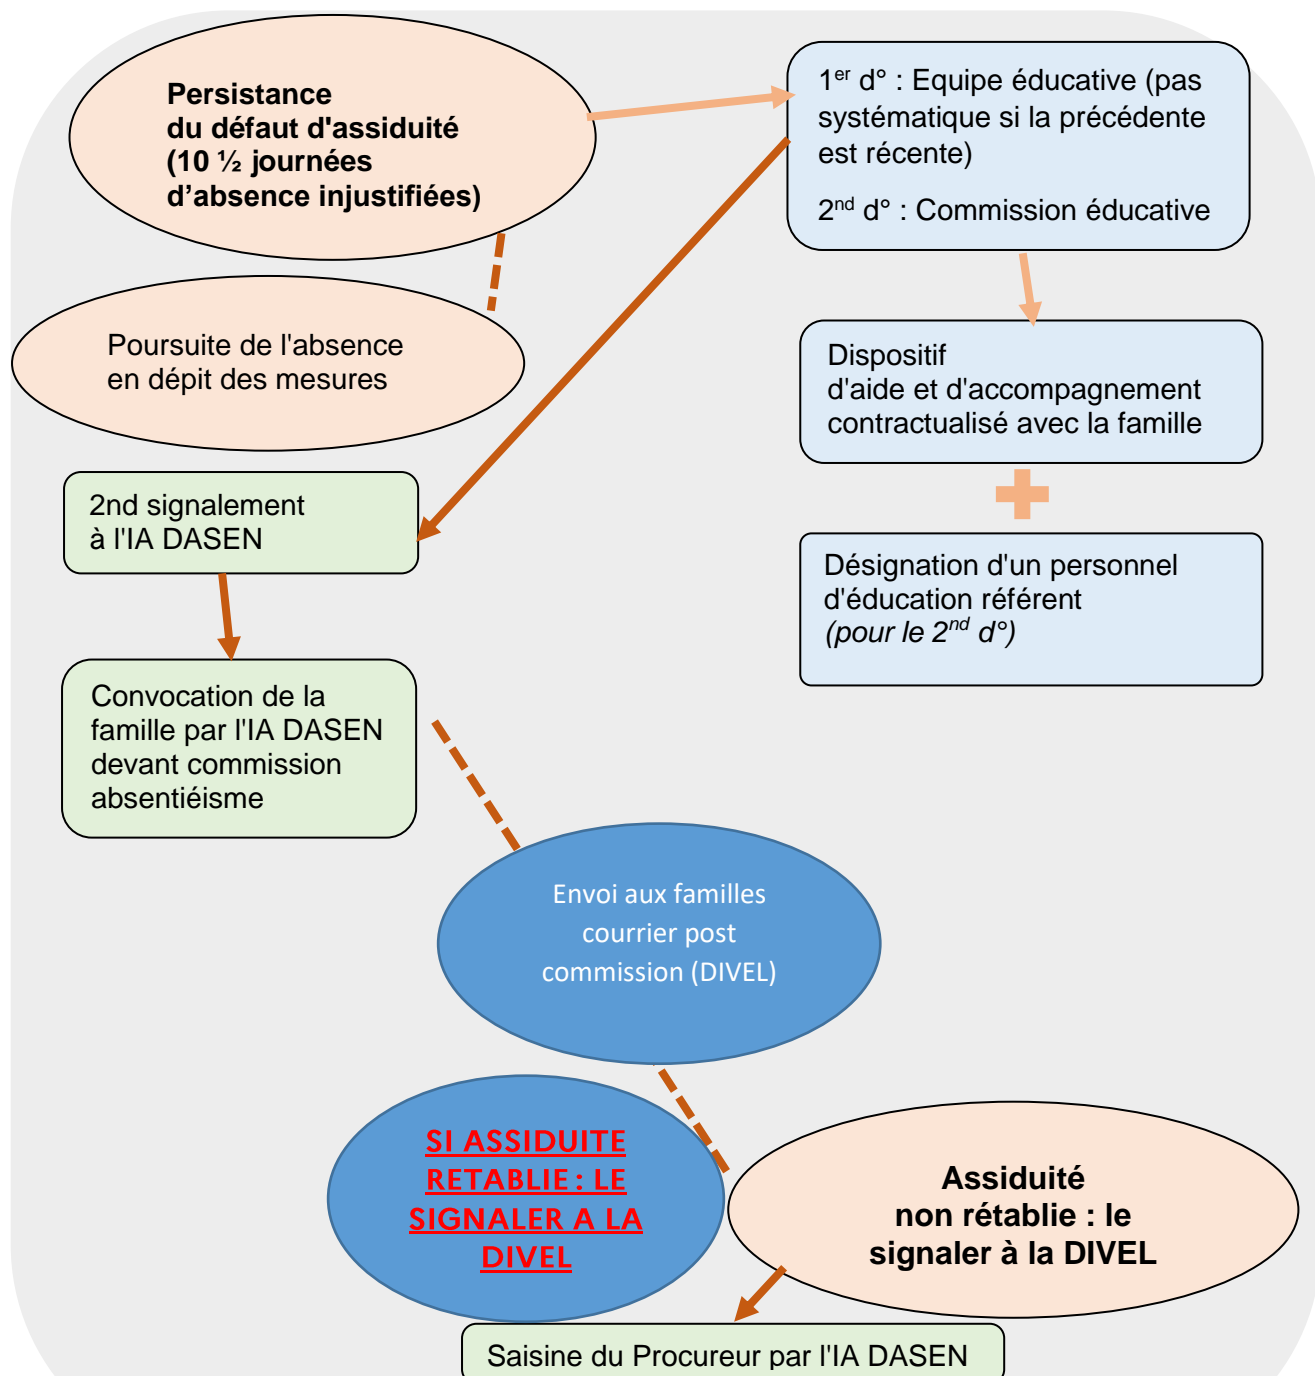 Persistance
du défaut d'assiduité
(10 ½ journées
d’absence injustifiées)
1er d° : Equipe éducative (pas
systématique si la précédente
est récente)
2nd d° : Commission éducative
Poursuite de l'absence
en dépit des mesures
Dispositif
d'aide et d'accompagnement
contractualisé avec la famille
2nd signalement
à l'IA DASEN
Désignation d'un personnel
d'éducation référent
(pour le 2nd d°)
Convocation de la
famille par l'IA DASEN
devant commission
absentiéisme
Envoi aux familles
courrier post
commission (DIVEL)
SI ASSIDUITE
RETABLIE : LE
SIGNALER A LA
DIVEL
Assiduité
non rétablie : le
signaler à la DIVEL
Saisine du Procureur par l'IA DASEN